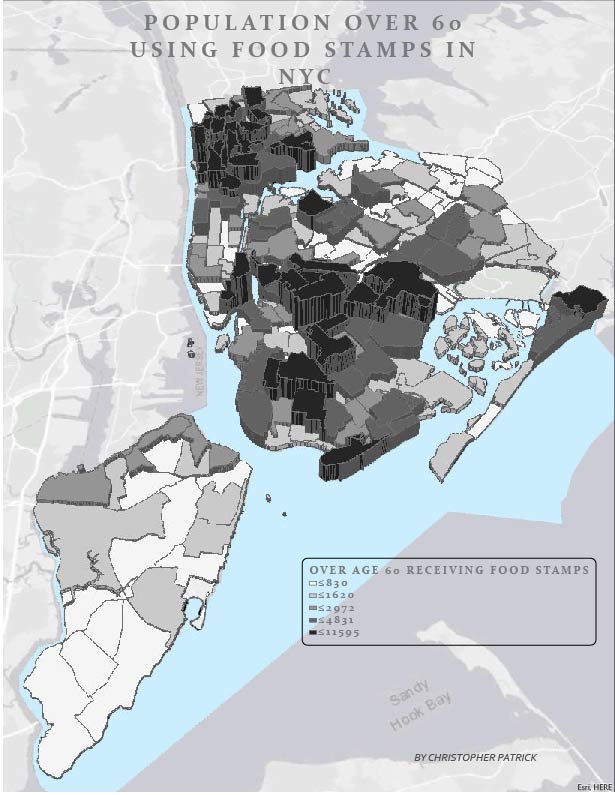 POPULATION OVER 60
USING FOOD STAMPS IN
NYC
NEW JERSEY
OVER AGE 60 RECEIVING FOOD STAMPS
≤830
≤1620
≤2972
≤4831
≤11595
Sandy
Hook Bay
BY CHRISTOPHER PATRICK
Esri, HERE